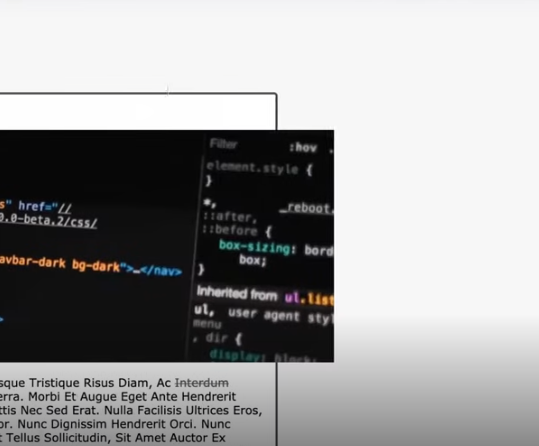 Filter :hov .
element.style {
}
*, _reboot.
::after,
::before {
box-sizing: bord
box;
}
s" href="//
0.0-beta.2/css/
avbar-dark bg-dark">…</nav>
>
Inherited from ul.list
ul, user agent styl
menu
, dir {
display: block;
sque Tristique Risus Diam, Ac Interdum
erra. Morbi Et Augue Eget Ante Hendrerit
ttis Nec Sed Erat. Nulla Facilisis Ultrices Eros,
or. Nunc Dignissim Hendrerit Orci. Nunc
t Tellus Sollicitudin, Sit Amet Auctor Ex